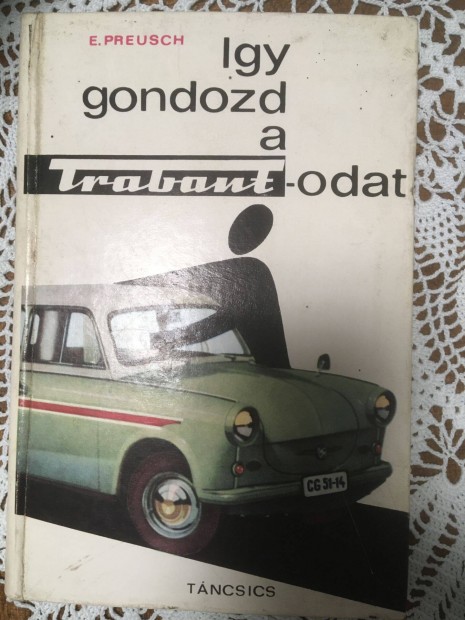 E. PREUSCH
Igy
gondozd
a
Trabant-odat
CG 51-14
TÁNCSICS